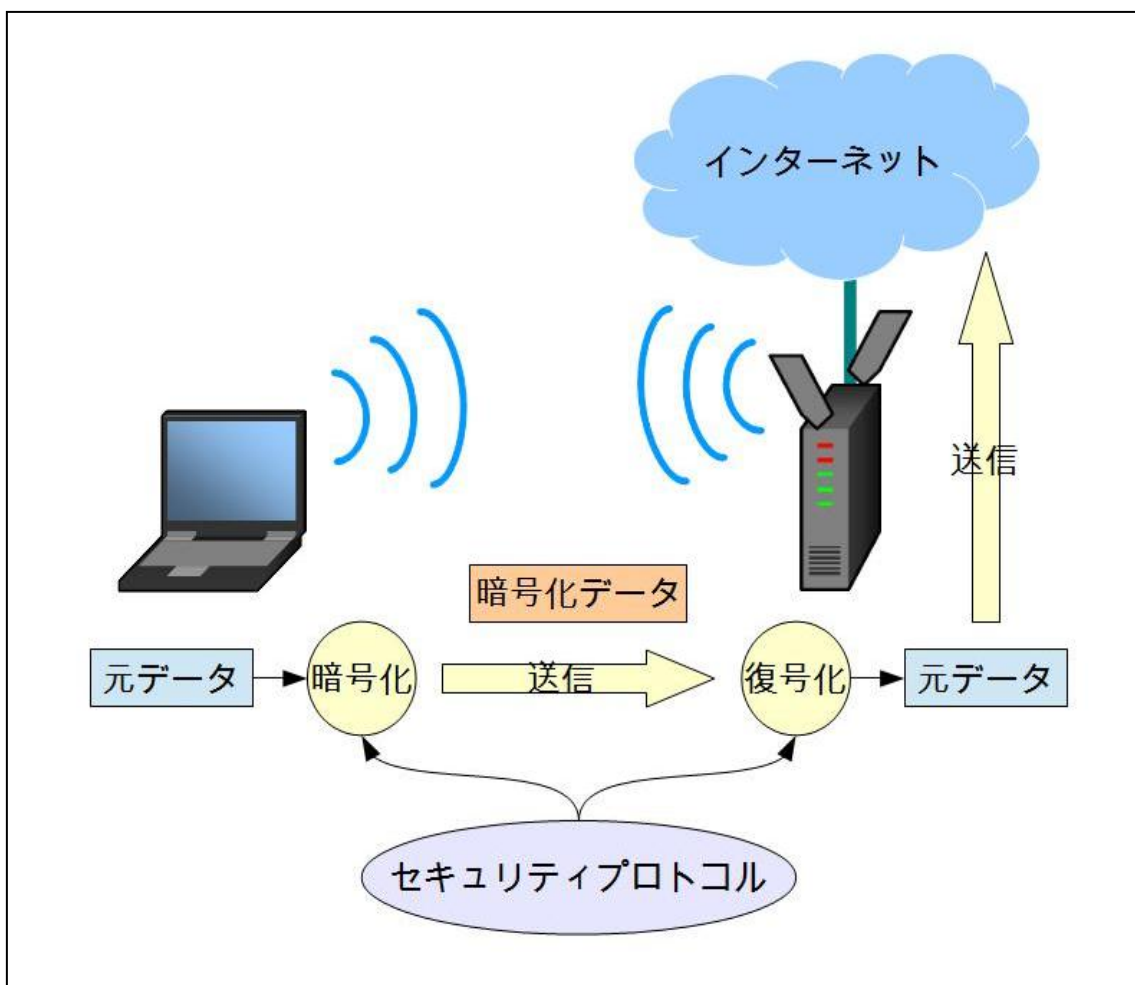 インターネット
送信
暗号化データ
元データ
暗号化
送信
復号化
元データ
セキュリティプロトコル